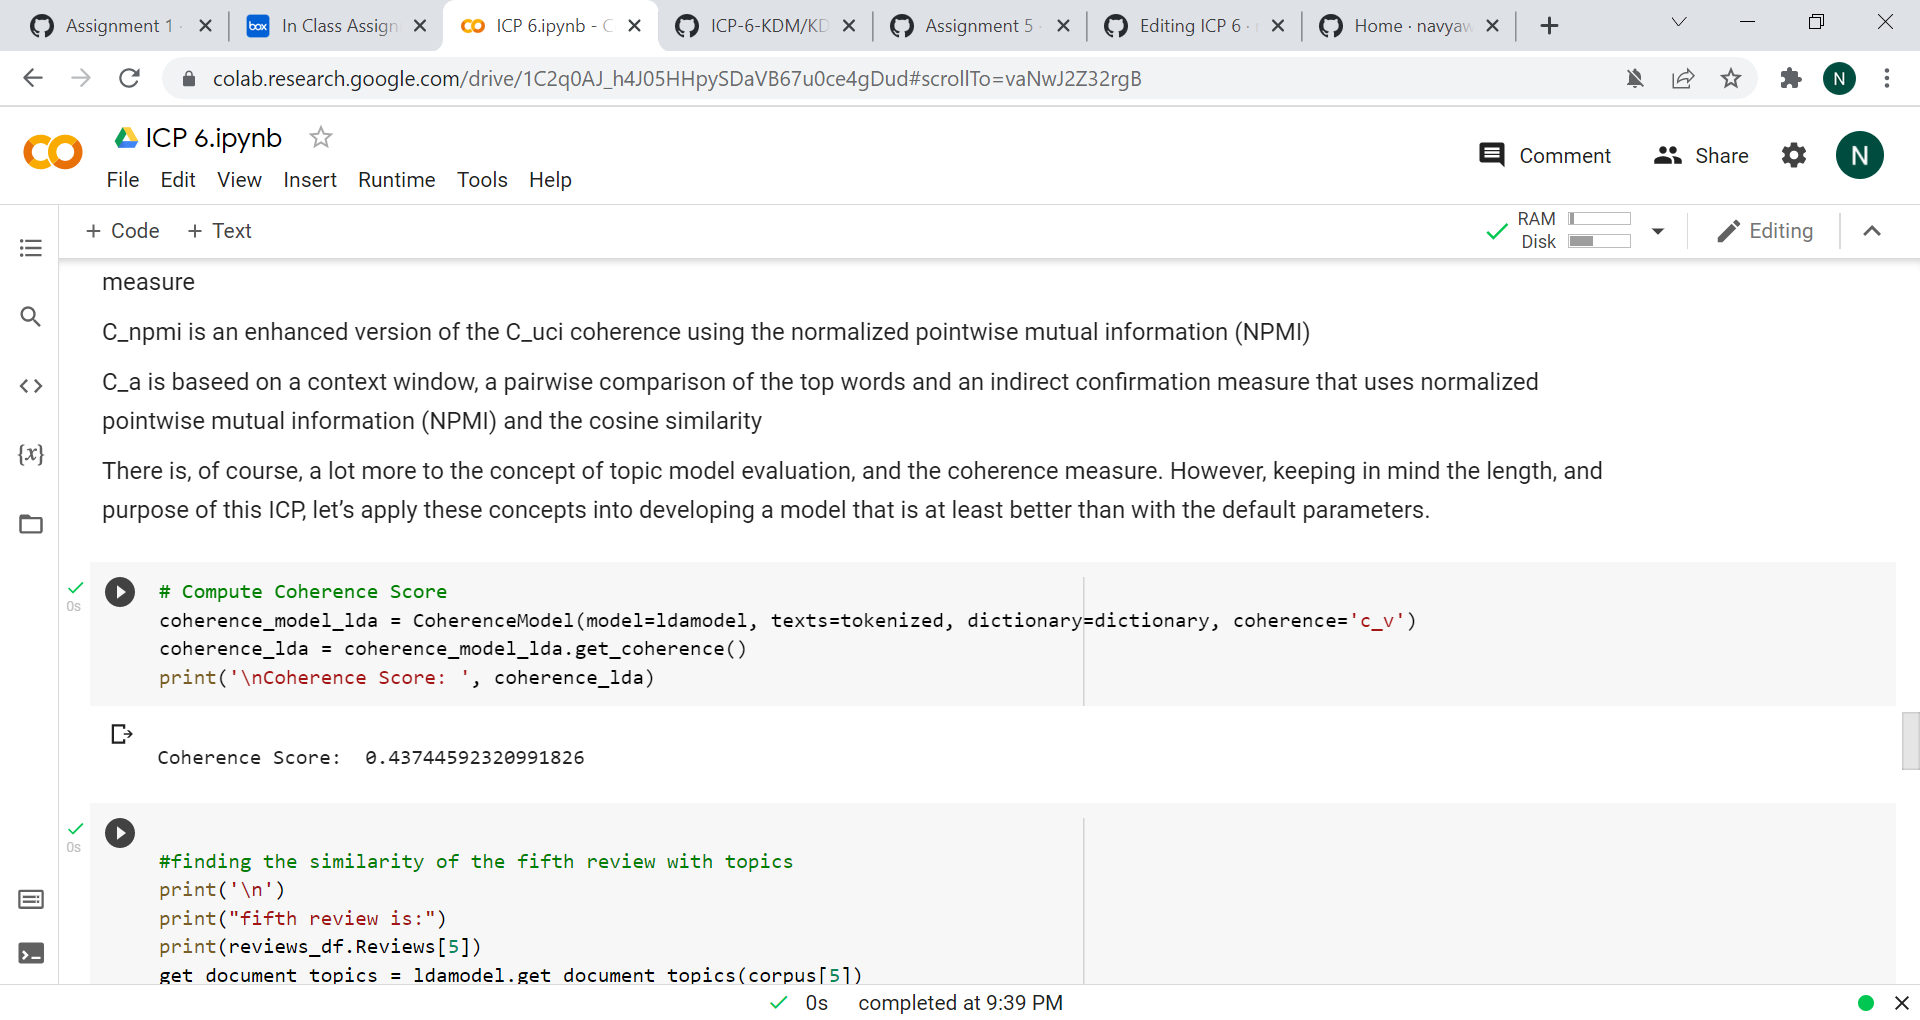 Assignment 1 ·
In Class Assign
ICP 6.ipynb - C
ICP-6-KDM/KD
Assignment 5 ·
Editing ICP 6 ·
Home · navyaw
colab.research.google.com/drive/1C2q0AJ_h4J05HHpySDaVB67u0ce4gDud#scrollTo=vaNwJ2Z32rgB
N
ICP 6.ipynb
Comment
Share
N
File Edit View Insert Runtime Tools Help
+ Code + Text
RAM
Disk
Editing
measure
C_npmi is an enhanced version of the C_uci coherence using the normalized pointwise mutual information (NPMI)
C_a is baseed on a context window, a pairwise comparison of the top words and an indirect confirmation measure that uses normalized
pointwise mutual information (NPMI) and the cosine similarity
There is, of course, a lot more to the concept of topic model evaluation, and the coherence measure. However, keeping in mind the length, and
purpose of this ICP, let’s apply these concepts into developing a model that is at least better than with the default parameters.
0s
# Compute Coherence Score
coherence_model_lda = CoherenceModel(model=ldamodel, texts=tokenized, dictionary=dictionary, coherence='c_v')
coherence_lda = coherence_model_lda.get_coherence()
print('\nCoherence Score: ', coherence_lda)
Coherence Score:  0.43744592320991826
0s
#finding the similarity of the fifth review with topics
print('\n')
print("fifth review is:")
print(reviews_df.Reviews[5])
get_document_topics = ldamodel.get_document_topics(corpus[5])
0s completed at 9:39 PM